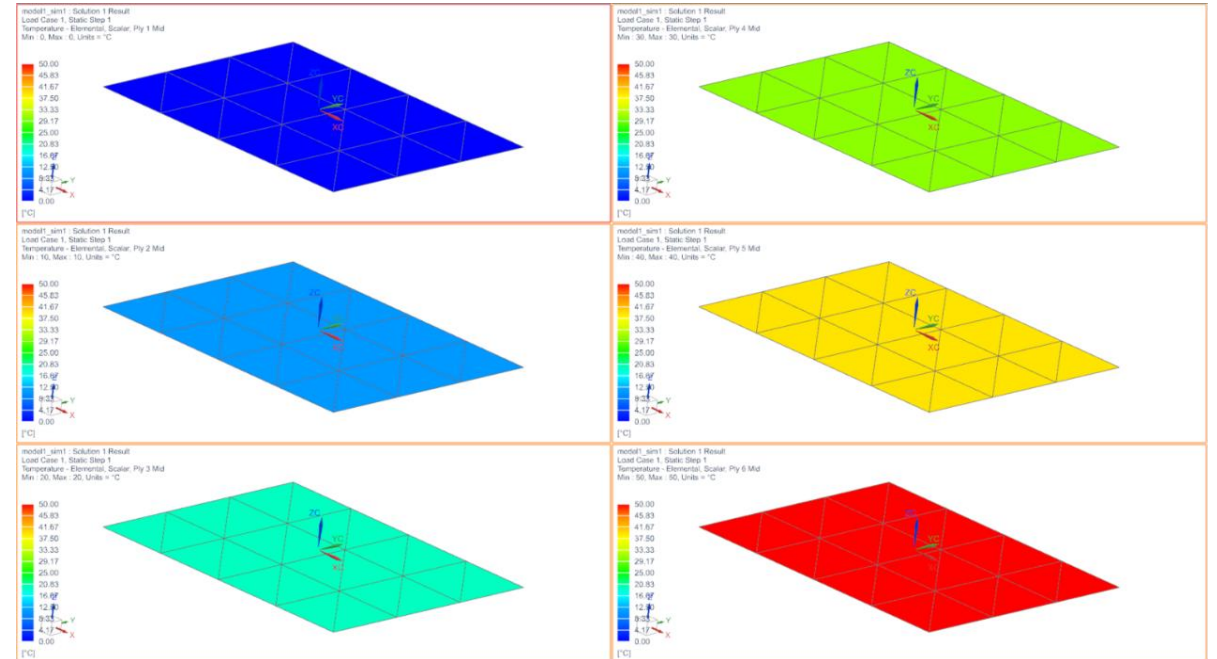 model1_sim1 : Solution 1 Result
Load Case 1, Static Step 1
Temperature - Elemental, Scalar, Ply 1 Mid
Min : 0, Max : 0, Units = °C
50.00
45.83
41.67
37.50
33.33
29.17
25.00
20.83
16.67
12.50
8.33
4.17
0.00
[°C]
ZC
YC
XC
Z
Y
X
model1_sim1 : Solution 1 Result
Load Case 1, Static Step 1
Temperature - Elemental, Scalar, Ply 4 Mid
Min : 30, Max : 30, Units = °C
50.00
45.83
41.67
37.50
33.33
29.17
25.00
20.83
16.67
12.50
8.33
4.17
0.00
[°C]
ZC
YC
XC
Z
Y
X
model1_sim1 : Solution 1 Result
Load Case 1, Static Step 1
Temperature - Elemental, Scalar, Ply 2 Mid
Min : 10, Max : 10, Units = °C
50.00
45.83
41.67
37.50
33.33
29.17
25.00
20.83
16.67
12.50
8.33
4.17
0.00
[°C]
ZC
YC
XC
Z
Y
X
model1_sim1 : Solution 1 Result
Load Case 1, Static Step 1
Temperature - Elemental, Scalar, Ply 5 Mid
Min : 40, Max : 40, Units = °C
50.00
45.83
41.67
37.50
33.33
29.17
25.00
20.83
16.67
12.50
8.33
4.17
0.00
[°C]
ZC
YC
XC
Z
Y
X
model1_sim1 : Solution 1 Result
Load Case 1, Static Step 1
Temperature - Elemental, Scalar, Ply 3 Mid
Min : 20, Max : 20, Units = °C
50.00
45.83
41.67
37.50
33.33
29.17
25.00
20.83
16.67
12.50
8.33
4.17
0.00
[°C]
ZC
YC
XC
Z
Y
X
model1_sim1 : Solution 1 Result
Load Case 1, Static Step 1
Temperature - Elemental, Scalar, Ply 6 Mid
Min : 50, Max : 50, Units = °C
50.00
45.83
41.67
37.50
33.33
29.17
25.00
20.83
16.67
12.50
8.33
4.17
0.00
[°C]
ZC
YC
XC
Z
Y
X